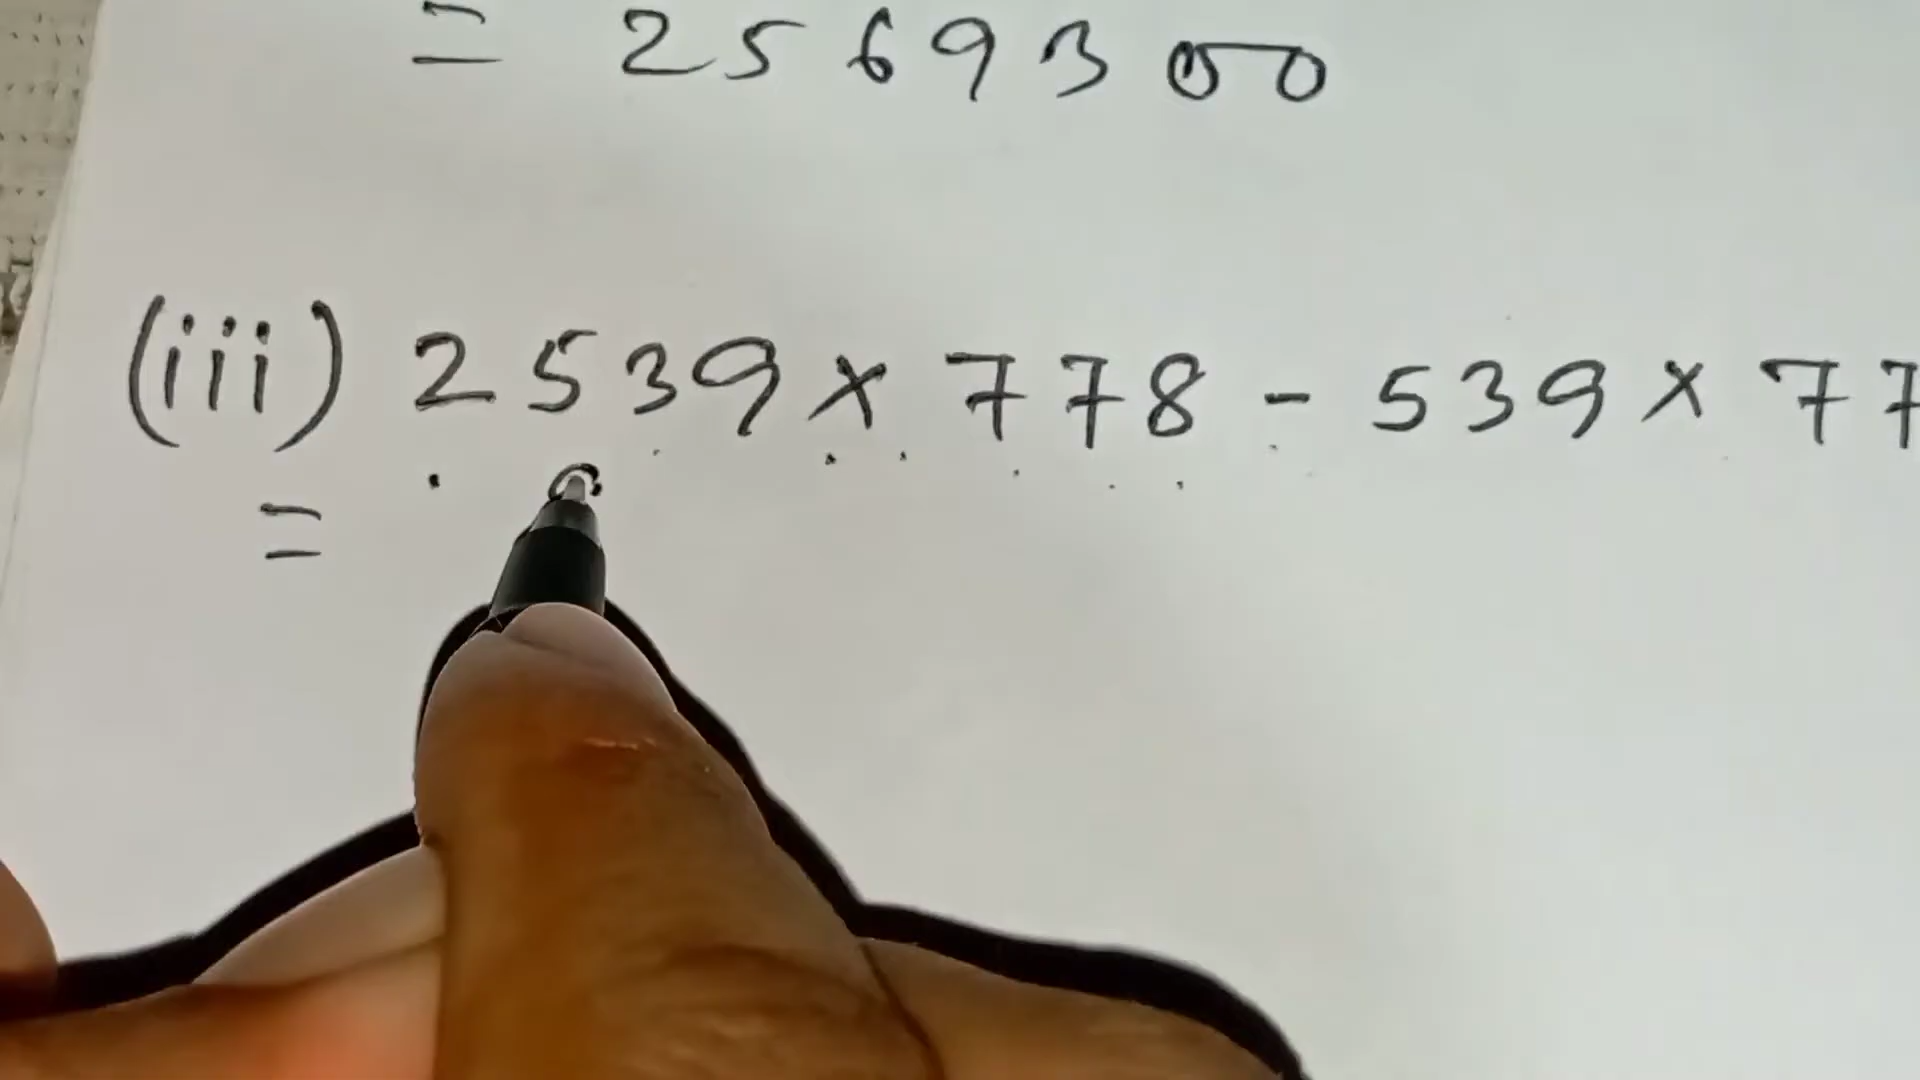 = 2569300
(iii) 2539 × 778 - 539 × 77
=